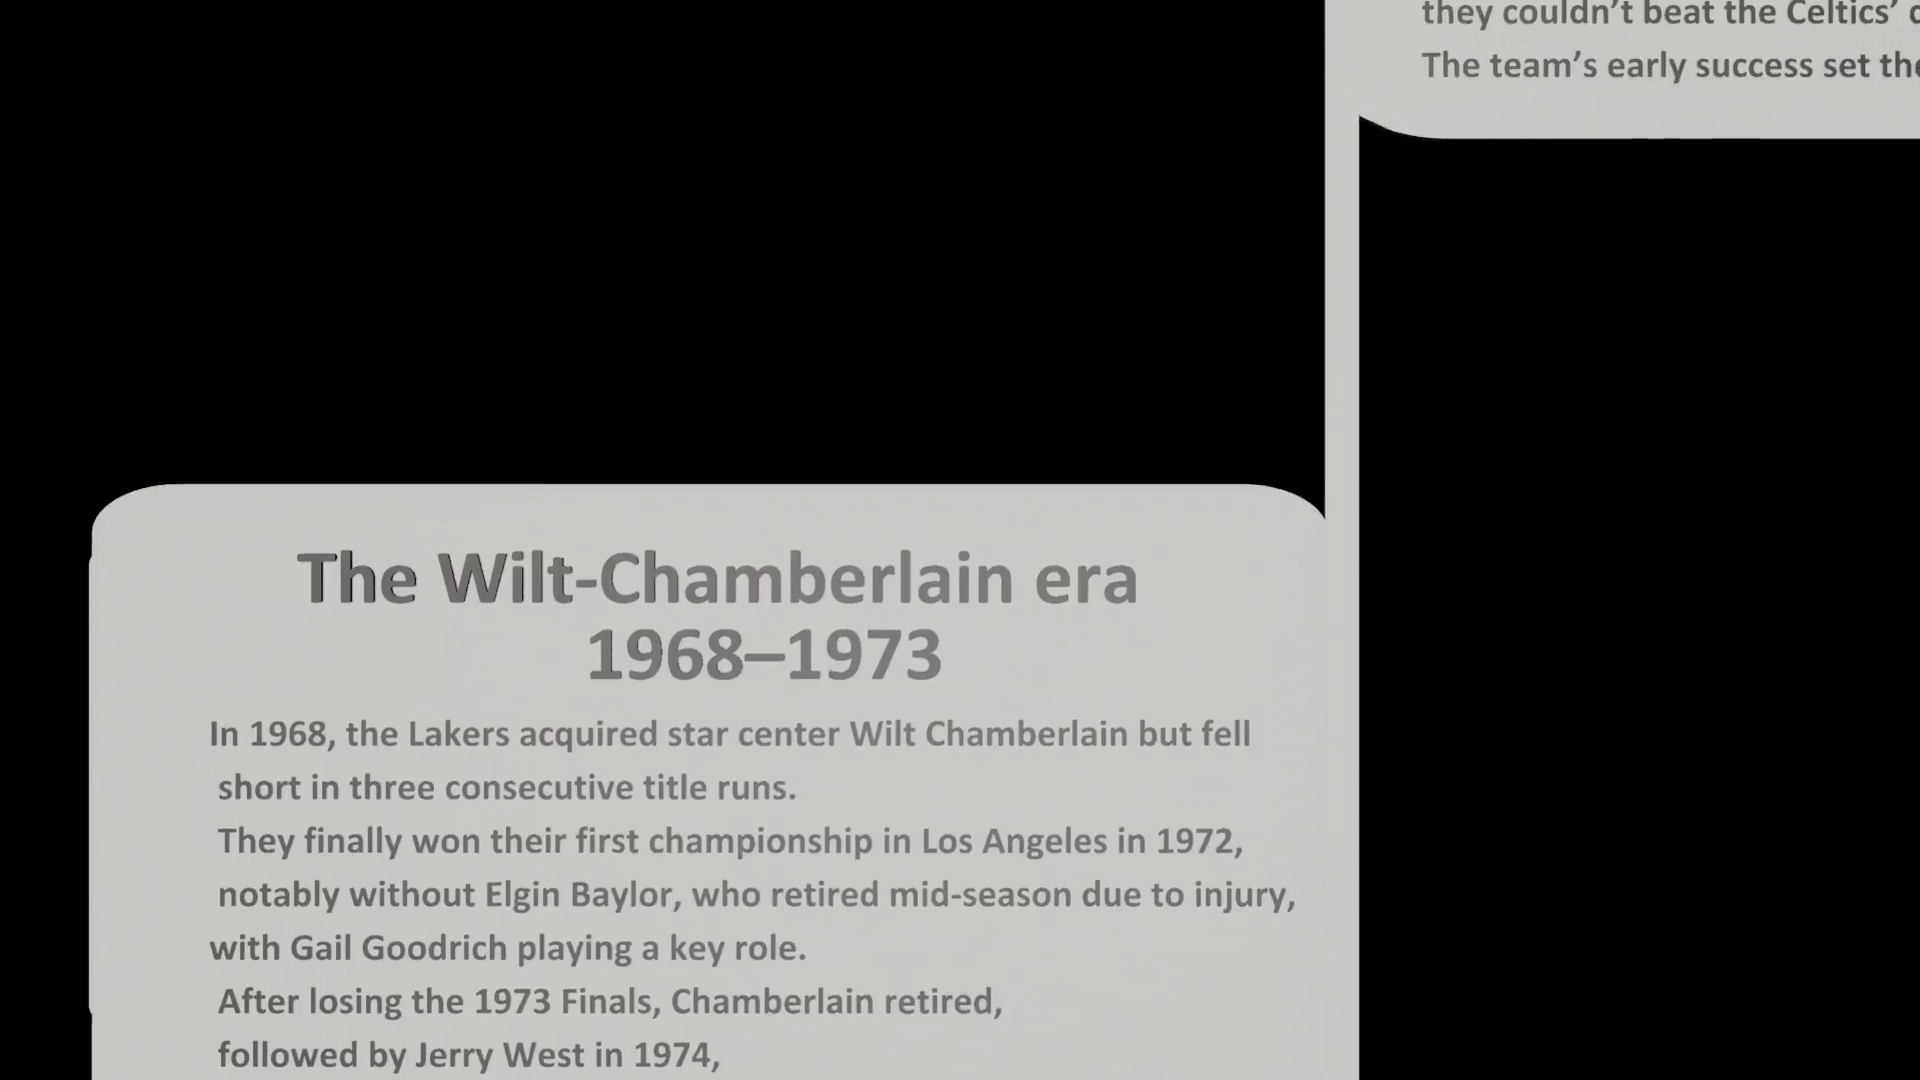 they couldn’t beat the Celtics’
The team’s early success set the
The Wilt-Chamberlain era
1968–1973
In 1968, the Lakers acquired star center Wilt Chamberlain but fell
short in three consecutive title runs.
They finally won their first championship in Los Angeles in 1972,
notably without Elgin Baylor, who retired mid-season due to injury,
with Gail Goodrich playing a key role.
After losing the 1973 Finals, Chamberlain retired,
followed by Jerry West in 1974,